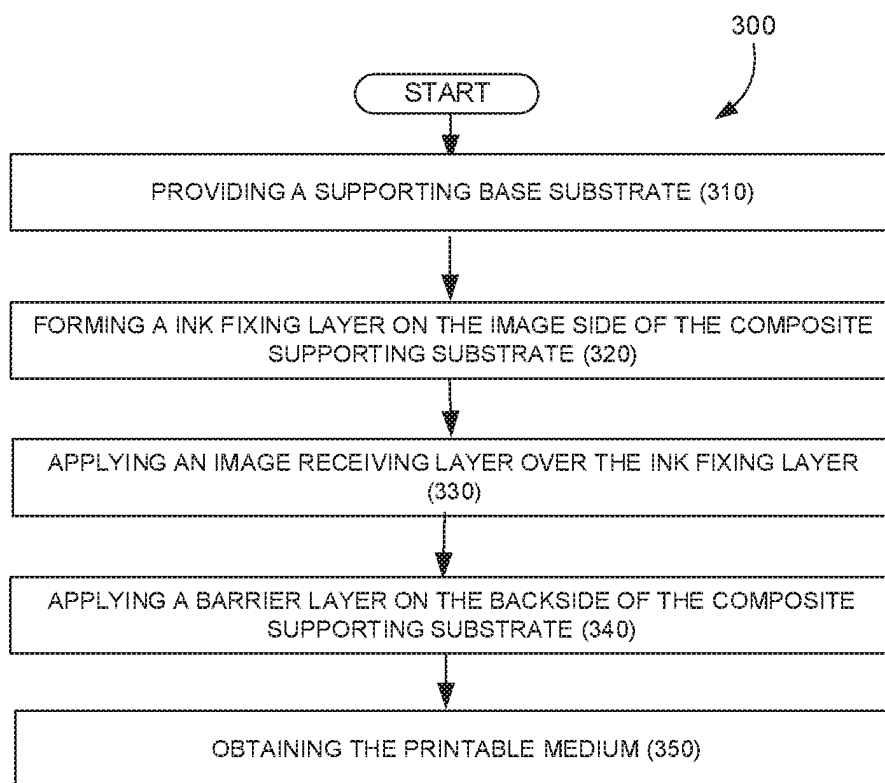 300
START
PROVIDING A SUPPORTING BASE SUBSTRATE (310)
FORMING A INK FIXING LAYER ON THE IMAGE SIDE OF THE COMPOSITE
SUPPORTING SUBSTRATE (320)
APPLYING AN IMAGE RECEIVING LAYER OVER THE INK FIXING LAYER
(330)
APPLYING A BARRIER LAYER ON THE BACKSIDE OF THE COMPOSITE
SUPPORTING SUBSTRATE (340)
OBTAINING THE PRINTABLE MEDIUM (350)